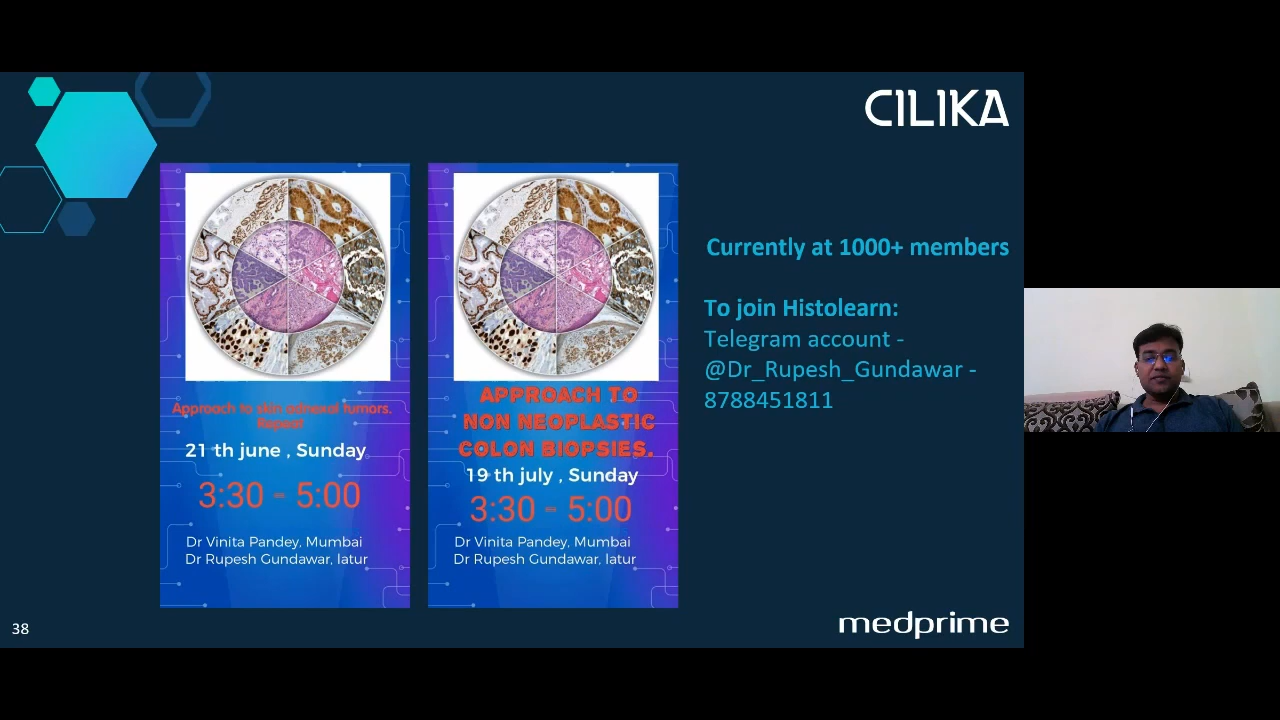 CILIKA
Approach to skin adnexal tumors.
Repost
21 th june , Sunday
3:30 - 5:00
Dr Vinita Pandey, Mumbai
Dr Rupesh Gundawar, latur
APPROACH TO
NON NEOPLASTIC
COLON BIOPSIES.
19 th july , Sunday
3:30 - 5:00
Dr Vinita Pandey, Mumbai
Dr Rupesh Gundawar, latur
Currently at 1000+ members
To join Histolearn:
Telegram account -
@Dr_Rupesh_Gundawar -
8788451811
38
medprime